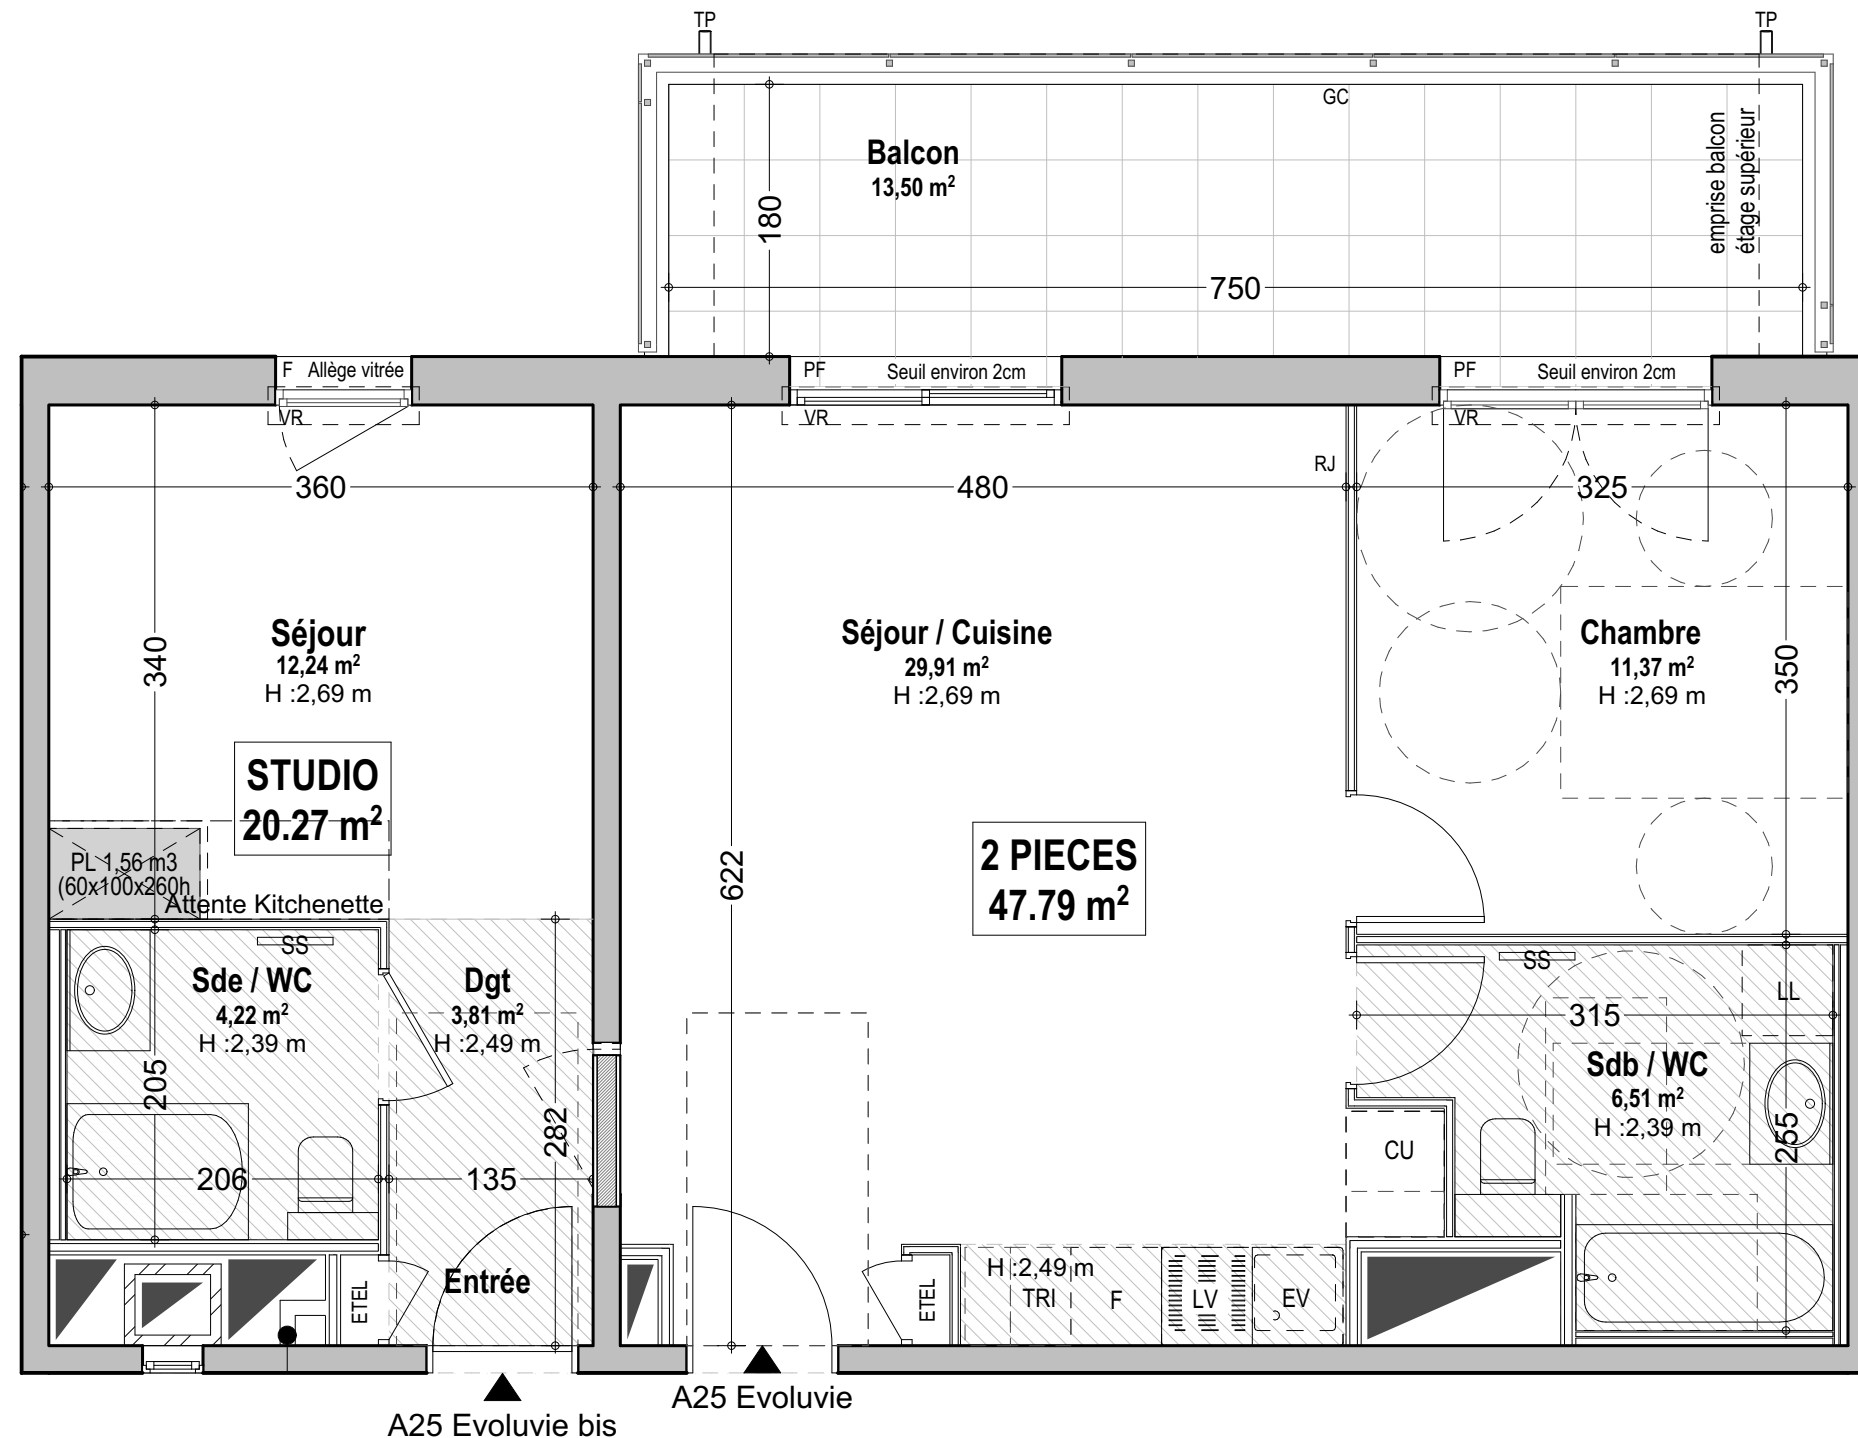 TP
TP
GC
Balcon
13,50 m²
emprise balcon
étage supérieur
180
750
F Allège vitrée
VR
PF
Seuil environ 2cm
VR
PF
Seuil environ 2cm
VR
RJ
360
480
325
Séjour
12,24 m²
H :2,69 m
340
Séjour / Cuisine
29,91 m²
H :2,69 m
Chambre
11,37 m²
H :2,69 m
350
STUDIO
20.27 m²
2 PIECES
47.79 m²
622
PL 1,56 m3
(60x100x260h
Attente Kitchenette
SS
Sde / WC
4,22 m²
H :2,39 m
205
Dgt
3,81 m²
H :2,49 m
282
SS
LL
315
Sdb / WC
6,51 m²
H :2,39 m
255
CU
206
135
Entrée
ETEL
ETEL
H :2,49 m
TRI
F
LV
EV
A25 Evoluvie
A25 Evoluvie bis